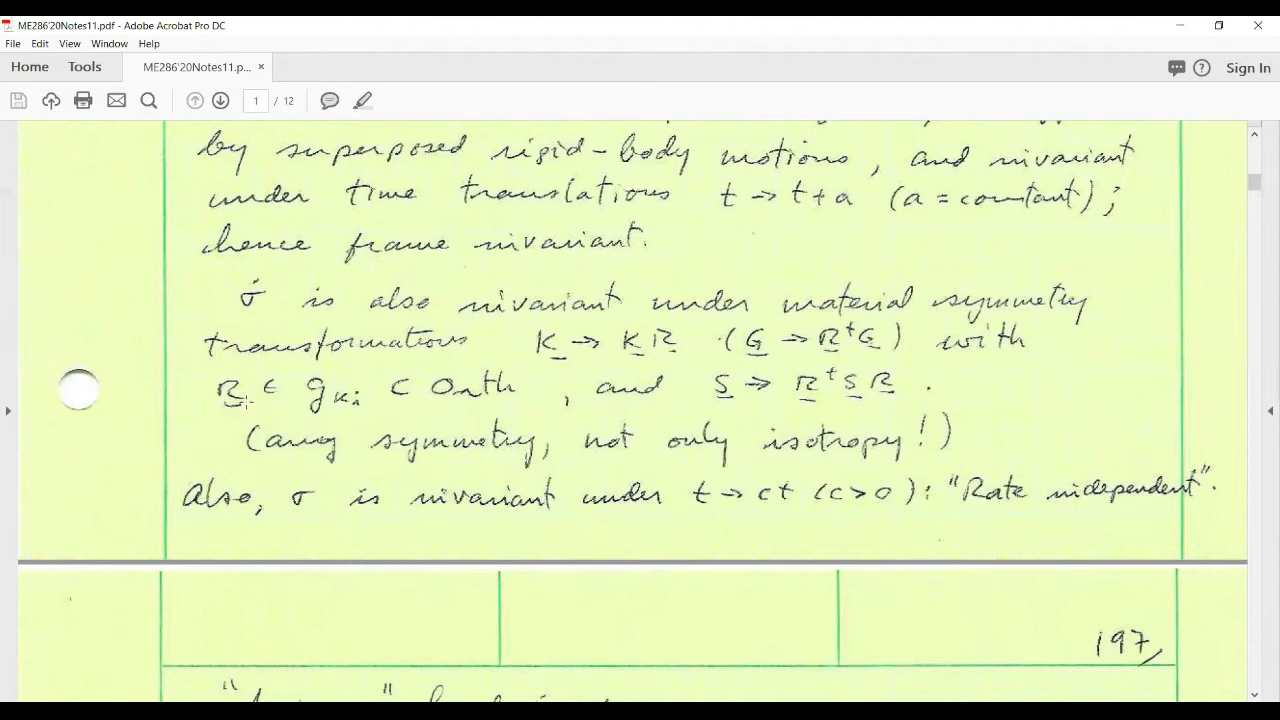 ME286'20Notes11.pdf - Adobe Acrobat Pro DC
File Edit View Window Help
Home Tools ME286'20Notes11.p... × Sign In
1 / 12
by superposed rigid-body motions, and invariant
under time translations t → t+a (a = constant);
hence frame invariant.
σ̇ is also invariant under material symmetry
transformations K → KR (G → RᵗG) with
R ∈ g_Ki ⊂ Orth, and S → RᵗSR.
(any symmetry, not only isotropy!)
Also, σ is invariant under t → ct (c > 0): "Rate independent".
197/